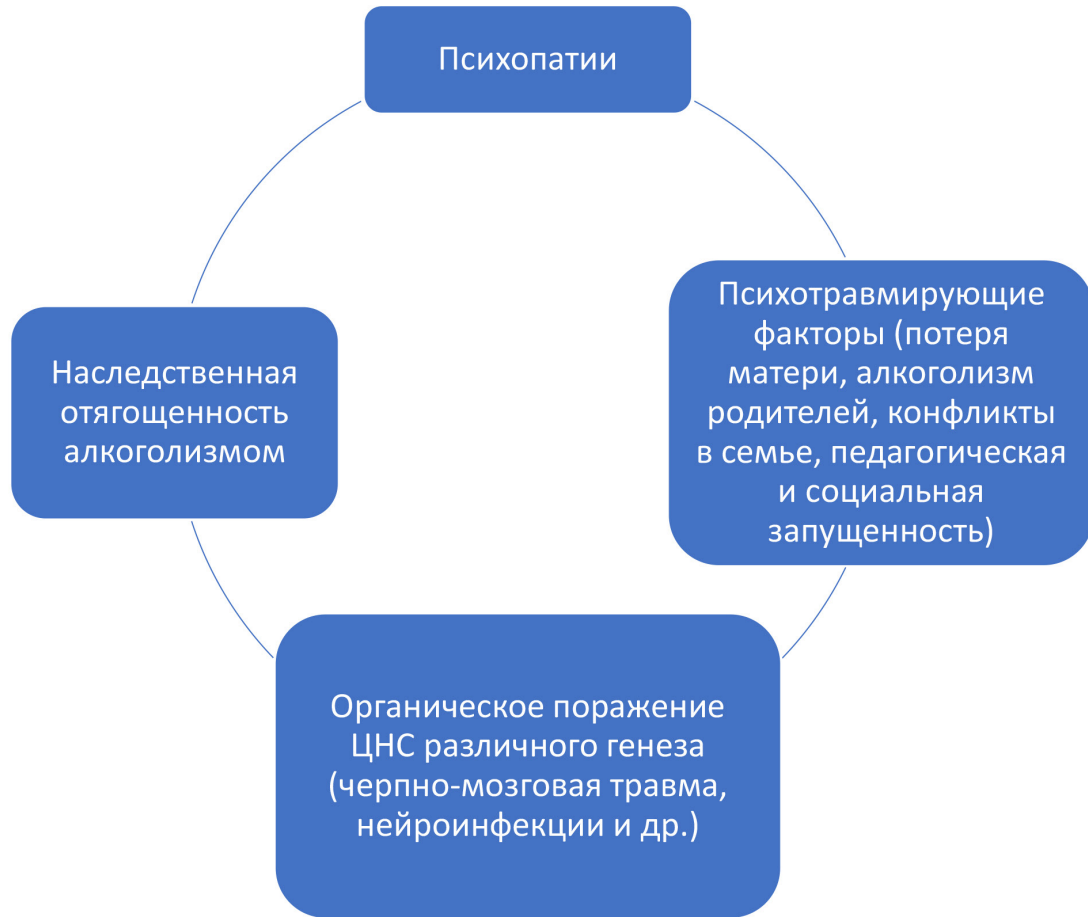 Психопатии
Психотравмирующие
факторы (потеря
матери, алкоголизм
родителей, конфликты
в семье, педагогическая
и социальная
запущенность)
Наследственная
отягощенность
алкоголизмом
Органическое поражение
ЦНС различного генеза
(черпно-мозговая травма,
нейроинфекции и др.)